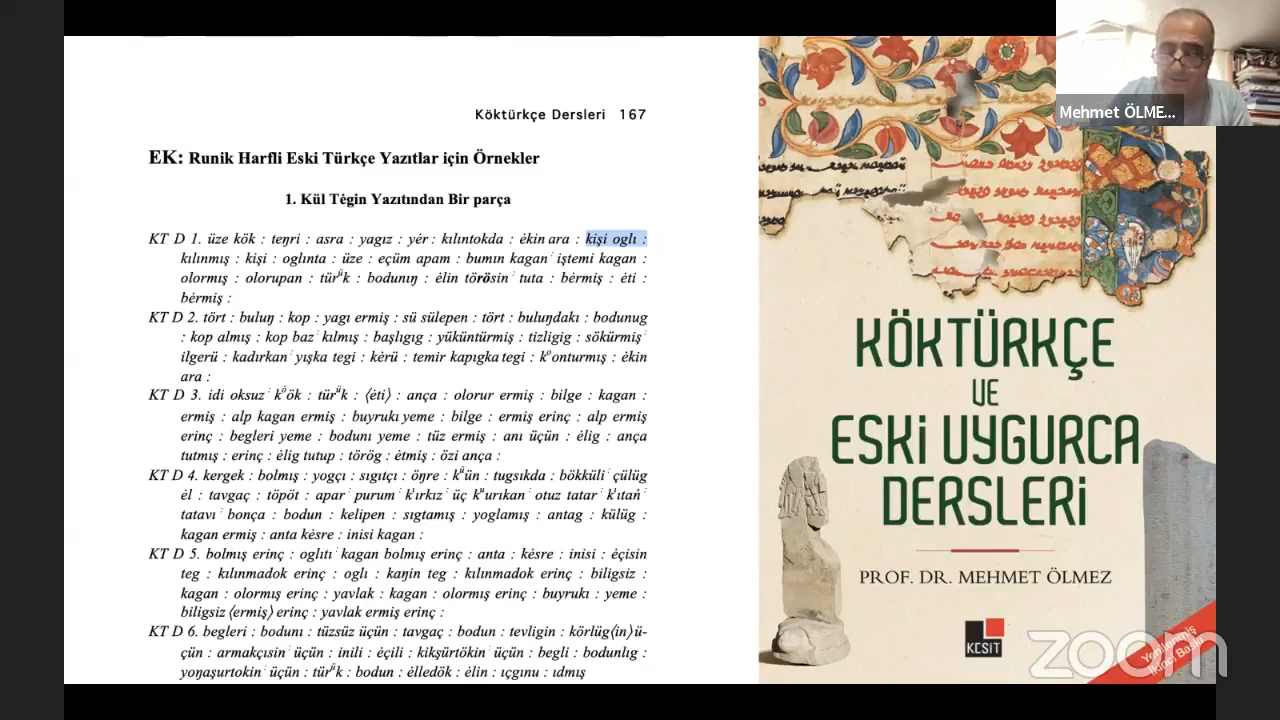 Köktürkçe Dersleri 167
EK: Runik Harfli Eski Türkçe Yazıtlar için Örnekler
1. Kül Tėgin Yazıtından Bir parça
KT D 1. üze kök : teŋri : asra : yagız : yėr : kılıntokda : ėkin ara : kişi oglı :
kılınmış : kişi : oglınta : üze : eçüm apam : bumın kagan : iştemi kagan :
olormış : olorupan : türᵘ̈k : bodunıŋ : ėlin törösin : tuta : bėrmiş : ėti :
bėrmiş :
KT D 2. tört : buluŋ : kop : yagı ermiş : sü sülepen : tört : buluŋdakı : bodunug
: kop almış : kop baz : kılmış : başlıgıg : yüküntürmiş : tizligig : sökürmiş :
ilgerü : kadırkan : yışka tegi : kėrü : temir kapıgka tegi : kᵒonturmış : ėkin
ara :
KT D 3. idi oksuz : kᵒ̈ök : türᵘ̈k : ⟨ėti⟩ : ança : olorur ermiş : bilge : kagan :
ermiş : alp kagan ermiş : buyrukı yeme : bilge : ermiş erinç : alp ermiş
erinç : begleri yeme : bodunı yeme : tüz ermiş : anı üçün : ėlig : ança
tutmış : erinç : ėlig tutup : törög : ėtmiş : özi ança :
KT D 4. kergek : bolmış : yogçı : sıgıtçı : öŋre : kᵘ̈ün : tugsıkda : bökküli : çülüg
ėl : tavgaç : töpöt : apar : purum : kᶦırkız : üç kᵘurıkan : otuz tatar : kᶦıtań :
tatavı : bonça : bodun : kelipen : sıgtamış : yoglamış : antag : külüg :
kagan ermiş : anta kėsre : inisi kagan :
KT D 5. bolmış erinç : oglıtı : kagan bolmış erinç : anta : kėsre : inisi : ėçisin
teg : kılınmadok erinç : oglı : kaŋin teg : kılınmadok erinç : biligsiz :
kagan : olormış erinç : yavlak : kagan : olormış erinç : buyrukı : yeme :
biligsiz ⟨ermiş⟩ erinç : yavlak ermiş erinç :
KT D 6. begleri : bodunı : tüzsüz üçün : tavgaç : bodun : tevligin : körlüg⟨in⟩ ü-
çün : armakçısin : üçün : inili : ėçili : kikşürtökin : üçün : begli : bodunlıg :
yoŋaşurtokin : üçün : türᵘ̈k : bodun : ėlledök : ėlin : ıçgınu : ıdmış
Mehmet ÖLME...
KÖKTÜRKÇE
VE
ESKİ UYGURCA
DERSLERİ
PROF. DR. MEHMET ÖLMEZ
KESİT
Yenilenmiş
İkinci Baskı
zoom